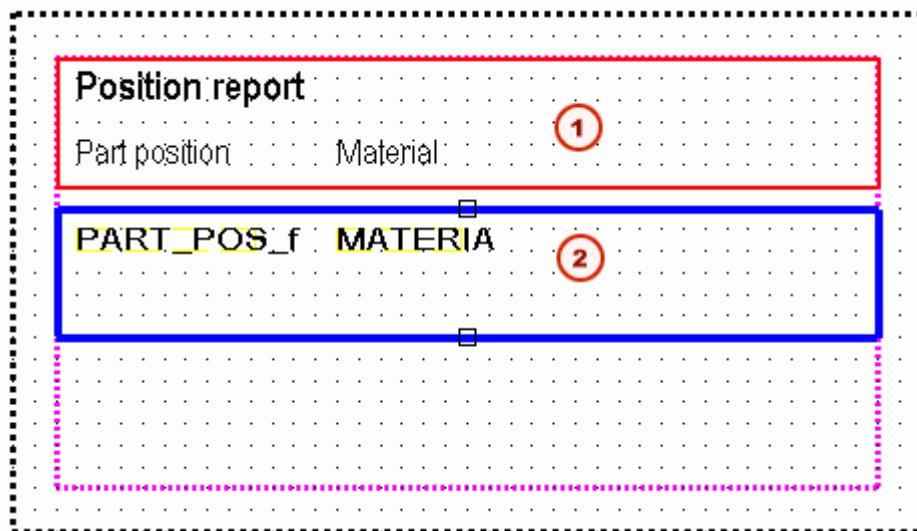 Position report
1
Part position Material
PART_POS_f MATERIA
2